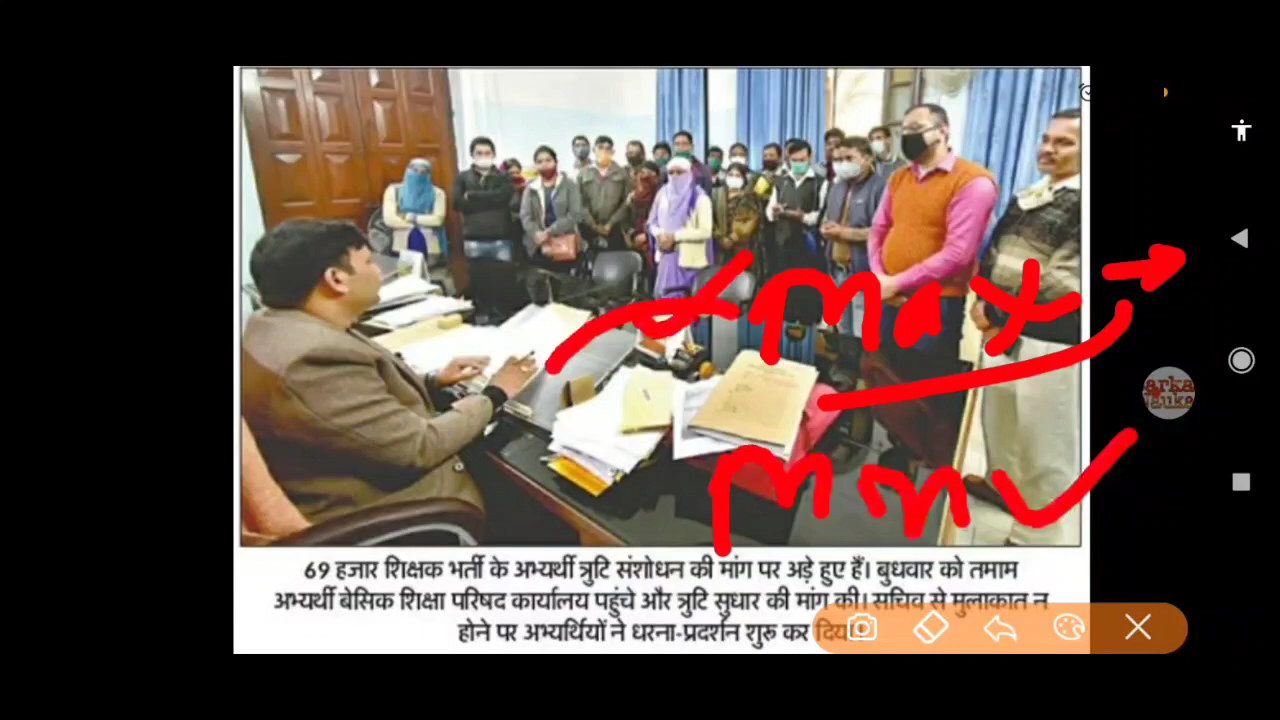 max
69 हजार शिक्षक भर्ती के अभ्यर्थी त्रुटि संशोधन की मांग पर अड़े हुए हैं। बुधवार को तमाम
अभ्यर्थी बेसिक शिक्षा परिषद कार्यालय पहुंचे और त्रुटि सुधार की मांग की। सचिव से मुलाकात न
होने पर अभ्यर्थियों ने धरना-प्रदर्शन शुरू कर